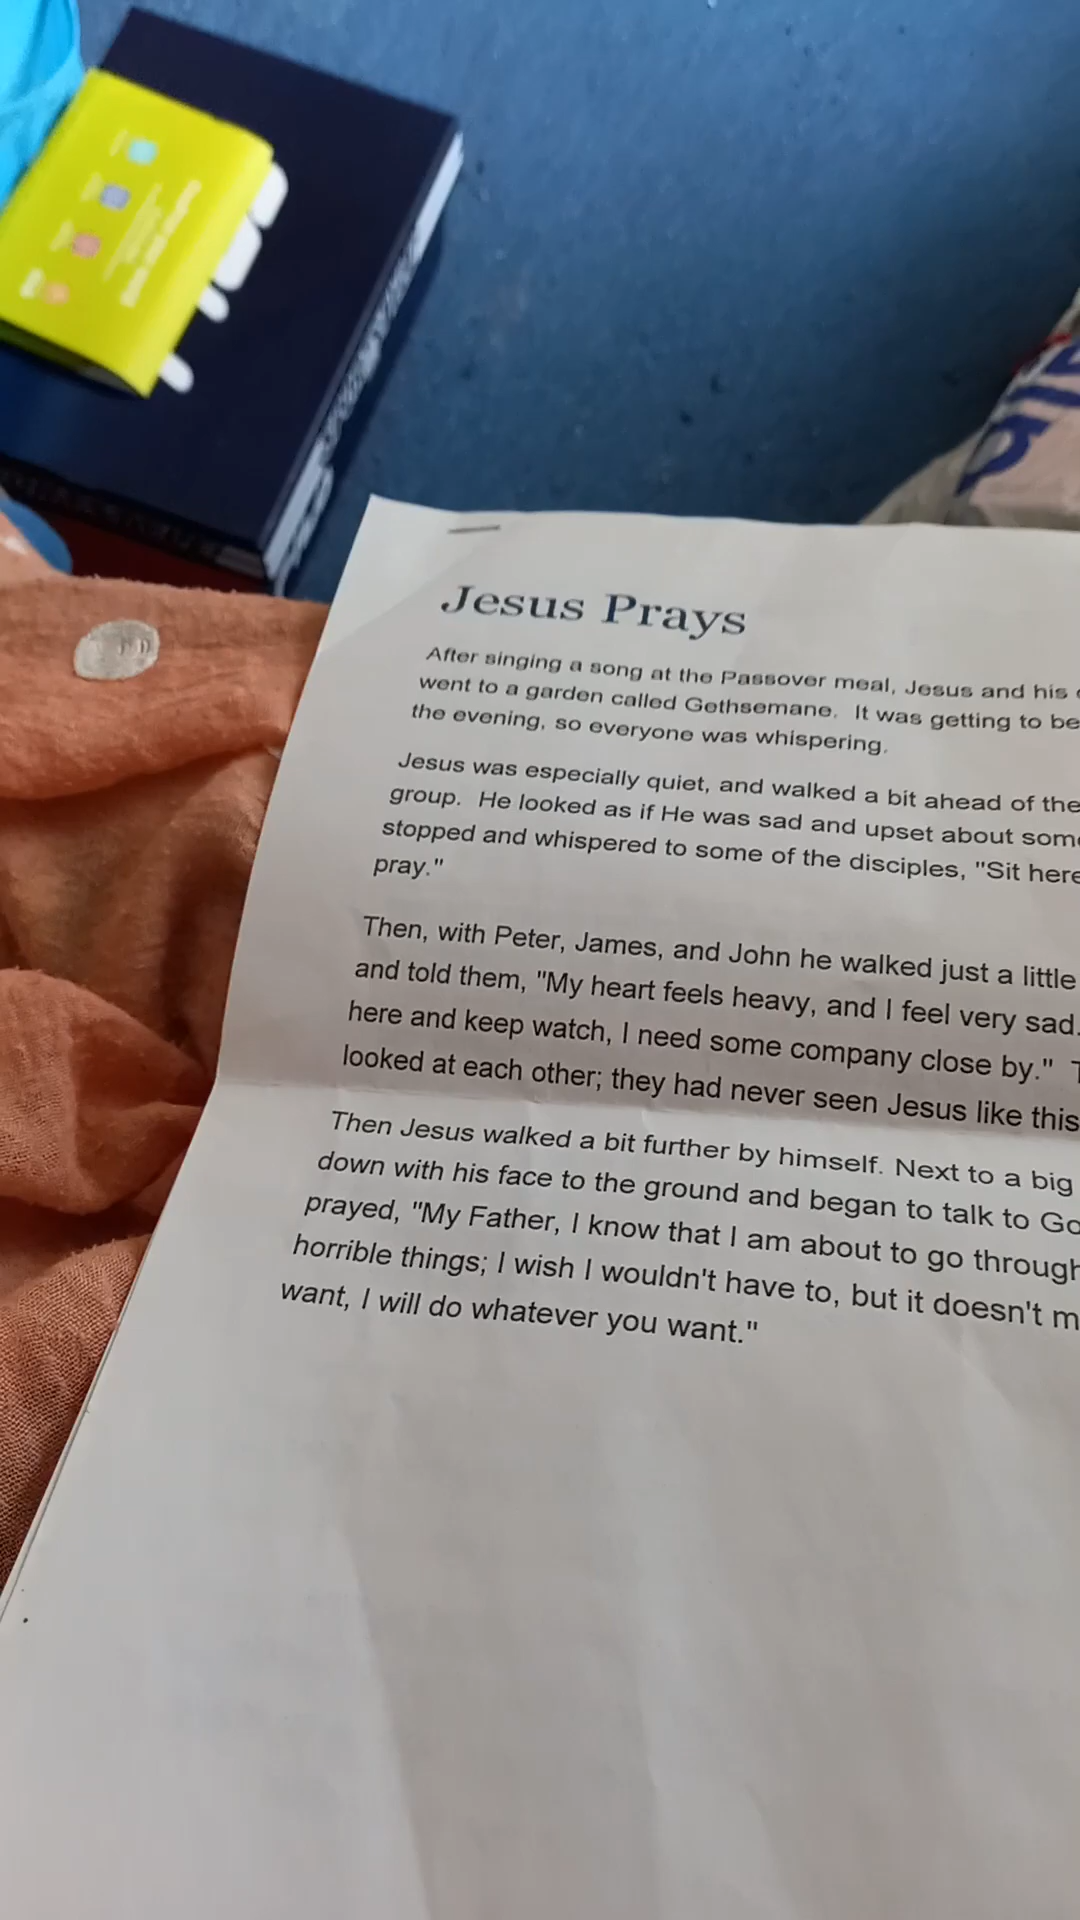 Jesus Prays
After singing a song at the Passover meal, Jesus and his
went to a garden called Gethsemane. It was getting to be
the evening, so everyone was whispering.
Jesus was especially quiet, and walked a bit ahead of the
group. He looked as if He was sad and upset about
stopped and whispered to some of the disciples, "Sit here
pray."
Then, with Peter, James, and John he walked just a little
and told them, "My heart feels heavy, and I feel very sad.
here and keep watch, I need some company close by."
looked at each other; they had never seen Jesus like this
Then Jesus walked a bit further by himself. Next to a big
down with his face to the ground and began to talk to
prayed, "My Father, I know that I am about to go through
horrible things; I wish I wouldn't have to, but it doesn't
want, I will do whatever you want."